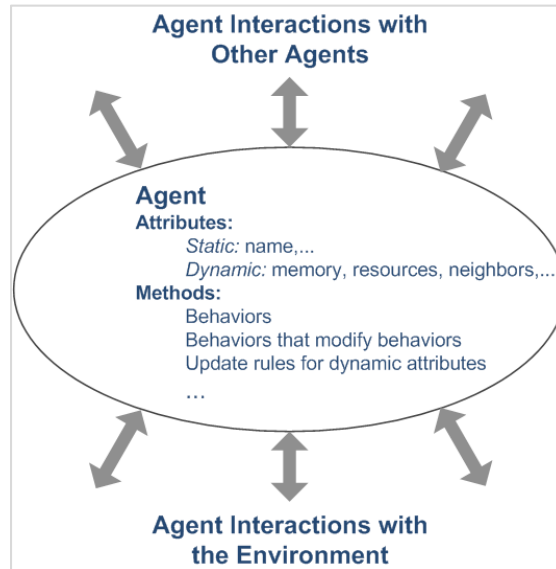 Agent Interactions with
Other Agents
Agent
Attributes:
Static: name,...
Dynamic: memory, resources, neighbors,...
Methods:
Behaviors
Behaviors that modify behaviors
Update rules for dynamic attributes
...
Agent Interactions with
the Environment